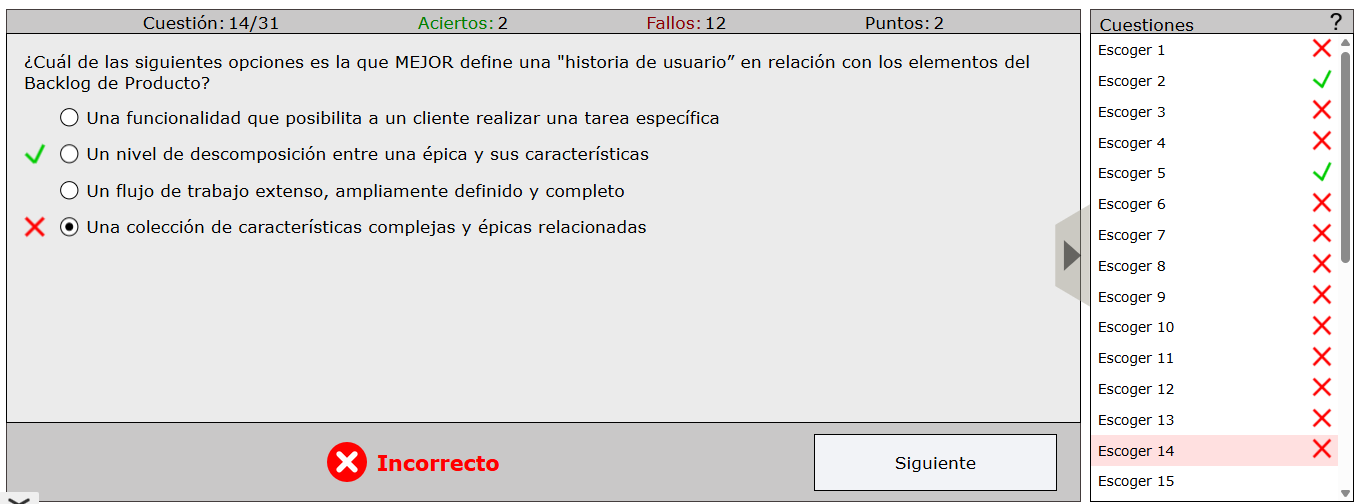 Cuestión: 14/31 Aciertos: 2 Fallos: 12 Puntos: 2
¿Cuál de las siguientes opciones es la que MEJOR define una "historia de usuario” en relación con los elementos del
Backlog de Producto?
Una funcionalidad que posibilita a un cliente realizar una tarea específica
Un nivel de descomposición entre una épica y sus características
Un flujo de trabajo extenso, ampliamente definido y completo
Una colección de características complejas y épicas relacionadas
Incorrecto
Siguiente
Cuestiones ?
Escoger 1
Escoger 2
Escoger 3
Escoger 4
Escoger 5
Escoger 6
Escoger 7
Escoger 8
Escoger 9
Escoger 10
Escoger 11
Escoger 12
Escoger 13
Escoger 14
Escoger 15